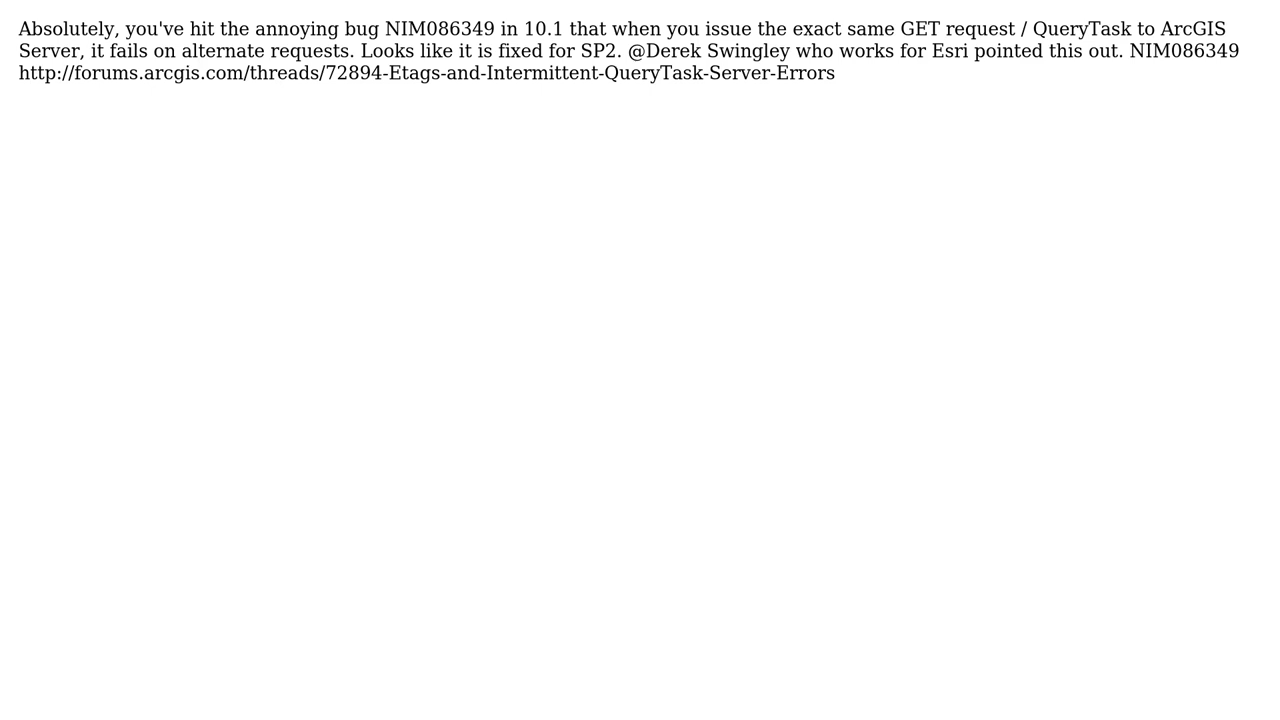 Absolutely, you've hit the annoying bug NIM086349 in 10.1 that when you issue the exact same GET request / QueryTask to ArcGIS
Server, it fails on alternate requests. Looks like it is fixed for SP2. @Derek Swingley who works for Esri pointed this out. NIM086349
http://forums.arcgis.com/threads/72894-Etags-and-Intermittent-QueryTask-Server-Errors